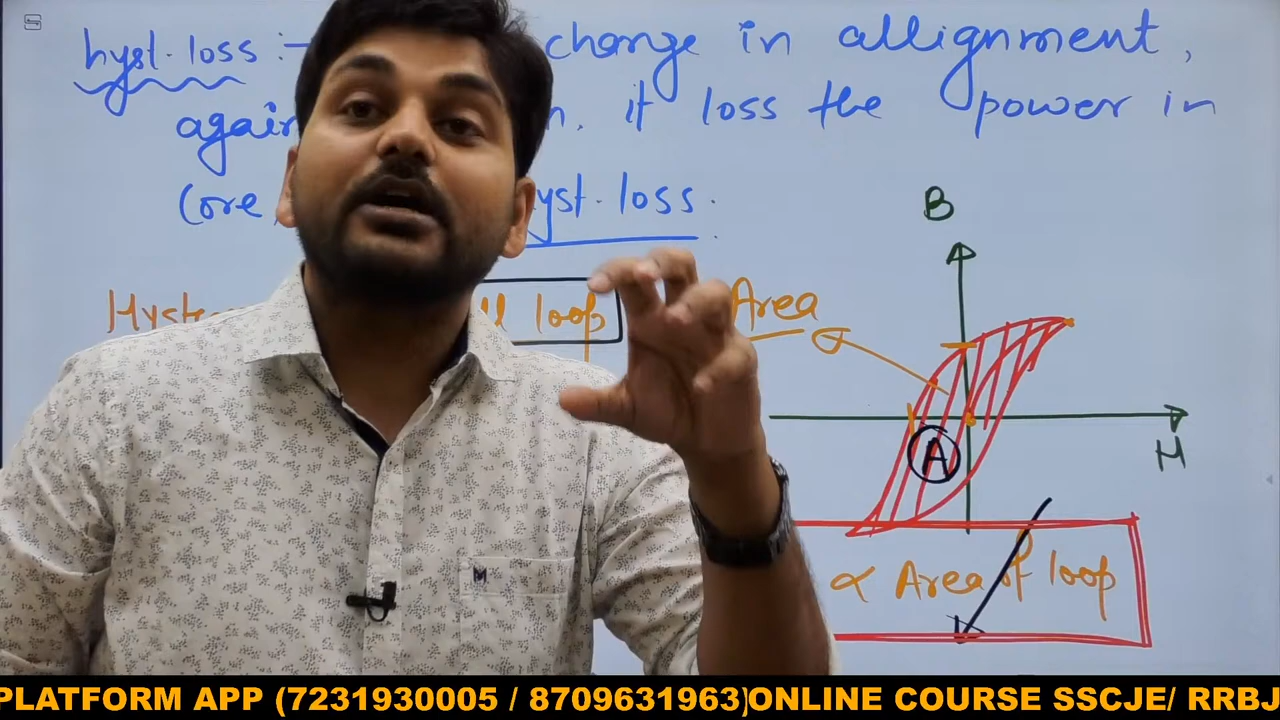 hyst. loss :- change in allignment,
again it loss the power in
core hyst. loss.
B
loop Area
A
H
α Area of loop
M
PLATFORM APP (7231930005 / 8709631963) ONLINE COURSE SSCJE/ RRBJ